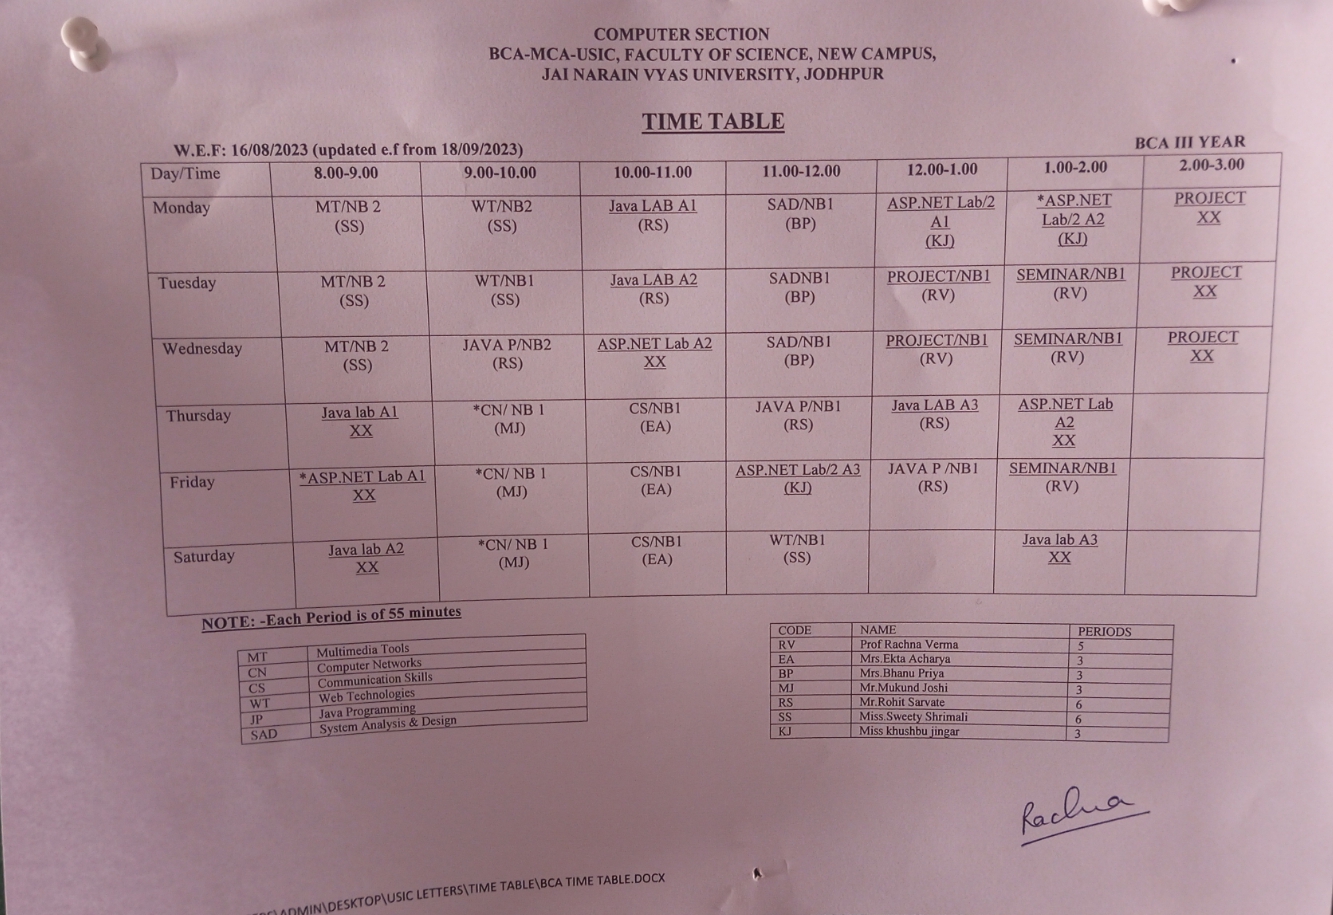 COMPUTER SECTION
BCA-MCA-USIC, FACULTY OF SCIENCE, NEW CAMPUS,
JAI NARAIN VYAS UNIVERSITY, JODHPUR
TIME TABLE
W.E.F: 16/08/2023 (updated e.f from 18/09/2023)
BCA III YEAR
Day/Time 8.00-9.00 9.00-10.00 10.00-11.00 11.00-12.00 12.00-1.00 1.00-2.00 2.00-3.00
Monday MT/NB 2 WT/NB2 Java LAB A1 SAD/NB1 ASP.NET Lab/2 *ASP.NET PROJECT
(SS) (SS) (RS) (BP) A1 Lab/2 A2 XX
(KJ) (KJ)
Tuesday MT/NB 2 WT/NB1 Java LAB A2 SADNB1 PROJECT/NB1 SEMINAR/NB1 PROJECT
(SS) (SS) (RS) (BP) (RV) (RV) XX
Wednesday MT/NB 2 JAVA P/NB2 ASP.NET Lab A2 SAD/NB1 PROJECT/NB1 SEMINAR/NB1 PROJECT
(SS) (RS) XX (BP) (RV) (RV) XX
Thursday Java lab A1 *CN/ NB 1 CS/NB1 JAVA P/NB1 Java LAB A3 ASP.NET Lab
XX (MJ) (EA) (RS) (RS) A2
XX
Friday *ASP.NET Lab A1 *CN/ NB 1 CS/NB1 ASP.NET Lab/2 A3 JAVA P /NB1 SEMINAR/NB1
XX (MJ) (EA) (KJ) (RS) (RV)
Saturday Java lab A2 *CN/ NB 1 CS/NB1 WT/NB1 Java lab A3
XX (MJ) (EA) (SS) XX
NOTE: -Each Period is of 55 minutes
MT Multimedia Tools
CN Computer Networks
CS Communication Skills
WT Web Technologies
JP Java Programming
SAD System Analysis & Design
CODE NAME PERIODS
RV Prof Rachna Verma 5
EA Mrs.Ekta Acharya 3
BP Mrs.Bhanu Priya 3
MJ Mr.Mukund Joshi 3
RS Mr.Rohit Sarvate 6
SS Miss.Sweety Shrimali 6
KJ Miss khushbu jingar 3
Rachna
\ADMIN\DESKTOP\USIC LETTERS\TIME TABLE\BCA TIME TABLE.DOCX